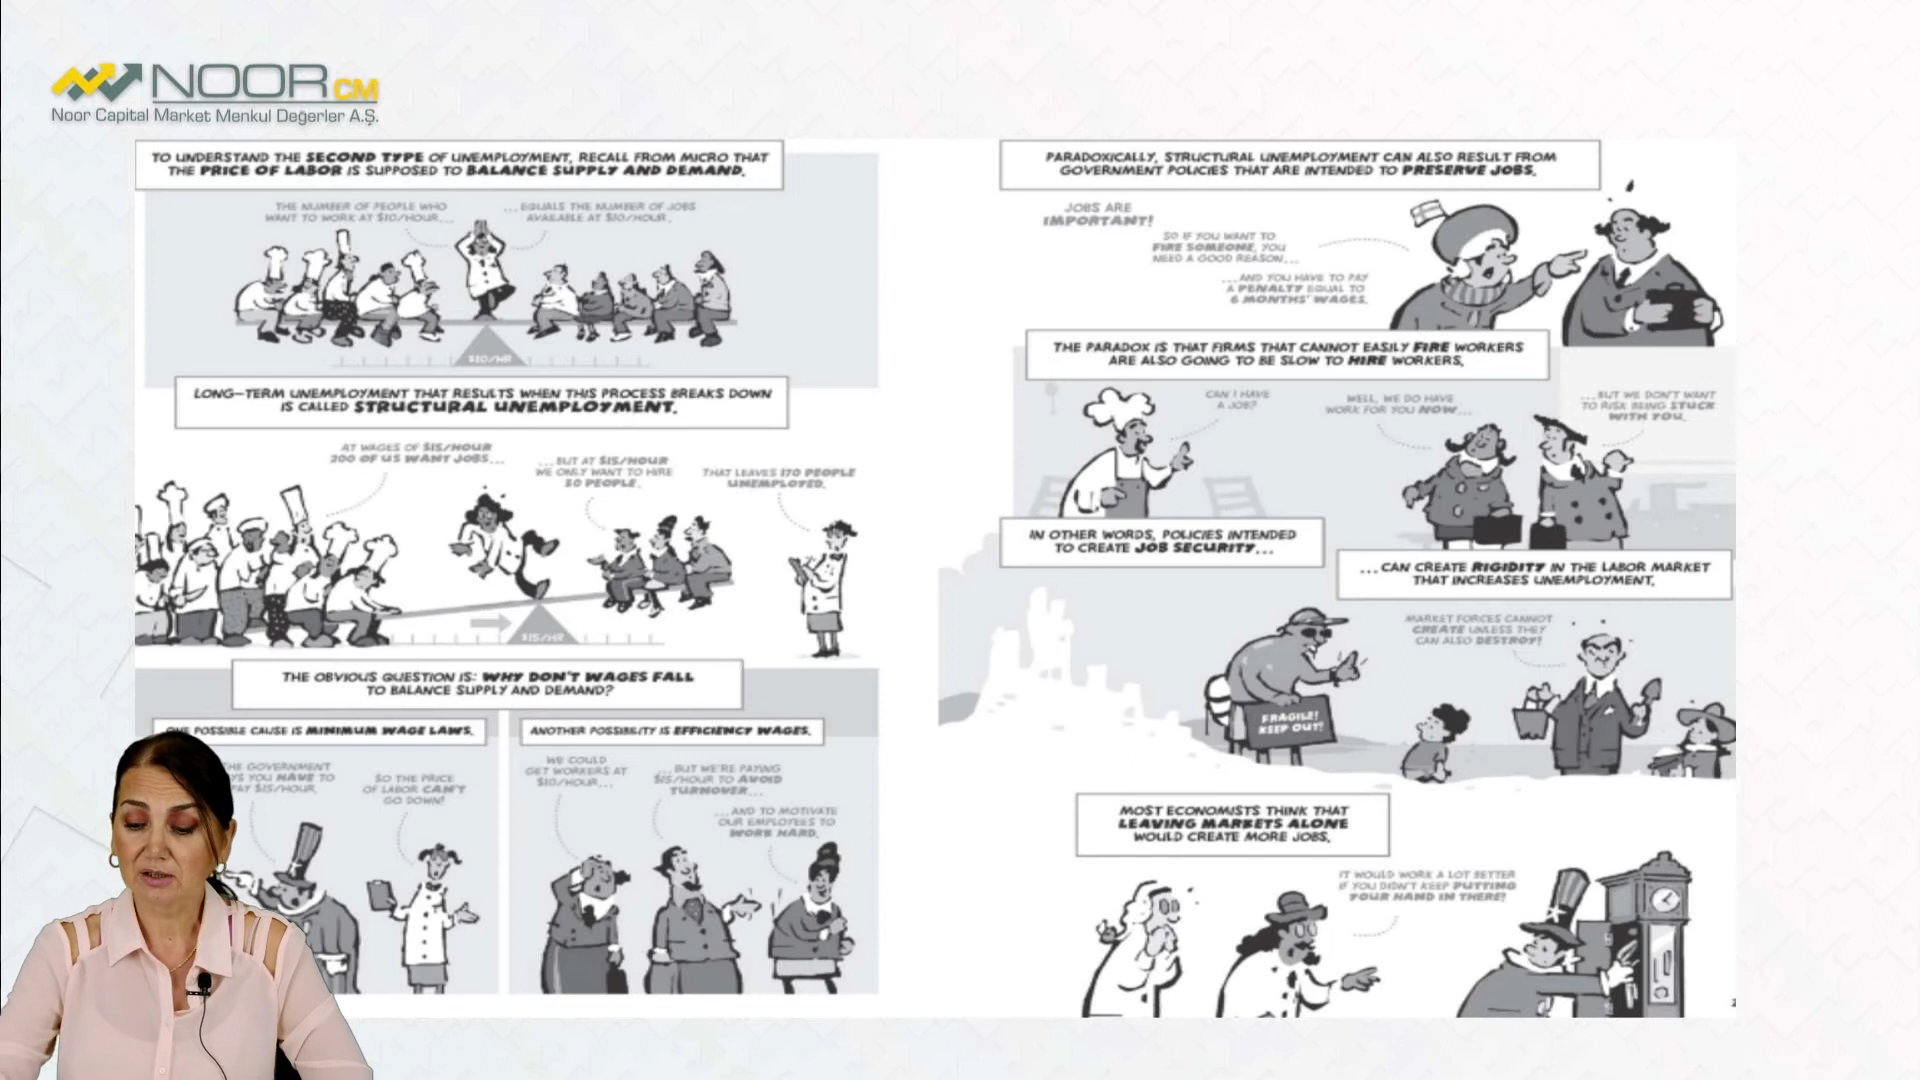 NOOR CM
Noor Capital Market Menkul Değerler A.Ş.
TO UNDERSTAND THE SECOND TYPE OF UNEMPLOYMENT, RECALL FROM MICRO THAT
THE PRICE OF LABOR IS SUPPOSED TO BALANCE SUPPLY AND DEMAND.
THE NUMBER OF PEOPLE WHO
WANT TO WORK AT $10/HOUR...
...EQUALS THE NUMBER OF JOBS
AVAILABLE AT $10/HOUR.
$10/HR
LONG-TERM UNEMPLOYMENT THAT RESULTS WHEN THIS PROCESS BREAKS DOWN
IS CALLED STRUCTURAL UNEMPLOYMENT.
AT WAGES OF $15/HOUR
200 OF US WANT JOBS...
...BUT AT $15/HOUR
WE ONLY WANT TO HIRE
30 PEOPLE.
THAT LEAVES 170 PEOPLE
UNEMPLOYED.
$15/HR
THE OBVIOUS QUESTION IS: WHY DON'T WAGES FALL
TO BALANCE SUPPLY AND DEMAND?
POSSIBLE CAUSE IS MINIMUM WAGE LAWS.
THE GOVERNMENT
YOU HAVE TO
PAY $15/HOUR.
SO THE PRICE
OF LABOR CAN'T
GO DOWN!
ANOTHER POSSIBILITY IS EFFICIENCY WAGES.
WE COULD
GET WORKERS AT
$10/HOUR...
...BUT WE'RE PAYING
$15/HOUR TO AVOID
TURNOVER...
...AND TO MOTIVATE
OUR EMPLOYEES TO
WORK HARD.
PARADOXICALLY, STRUCTURAL UNEMPLOYMENT CAN ALSO RESULT FROM
GOVERNMENT POLICIES THAT ARE INTENDED TO PRESERVE JOBS.
JOBS ARE
IMPORTANT!
SO IF YOU WANT TO
FIRE SOMEONE, YOU
NEED A GOOD REASON...
...AND YOU HAVE TO PAY
A PENALTY EQUAL TO
6 MONTHS' WAGES.
THE PARADOX IS THAT FIRMS THAT CANNOT EASILY FIRE WORKERS
ARE ALSO GOING TO BE SLOW TO HIRE WORKERS.
CAN I HAVE
A JOB?
WELL, WE DO HAVE
WORK FOR YOU NOW...
...BUT WE DON'T WANT
TO RISK BEING STUCK
WITH YOU.
IN OTHER WORDS, POLICIES INTENDED
TO CREATE JOB SECURITY...
...CAN CREATE RIGIDITY IN THE LABOR MARKET
THAT INCREASES UNEMPLOYMENT.
MARKET FORCES CANNOT
CREATE UNLESS THEY
CAN ALSO DESTROY!
FRAGILE!
KEEP OUT!
MOST ECONOMISTS THINK THAT
LEAVING MARKETS ALONE
WOULD CREATE MORE JOBS.
IT WOULD WORK A LOT BETTER
IF YOU DIDN'T KEEP PUTTING
YOUR HAND IN THERE!